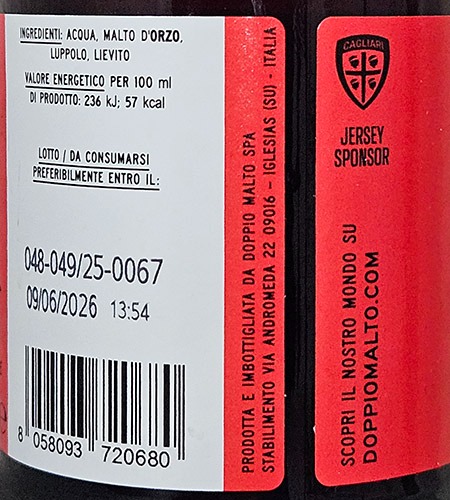 INGREDIENTI: ACQUA, MALTO D'ORZO,
LUPPOLO, LIEVITO
VALORE ENERGETICO PER 100 ml
DI PRODOTTO: 236 kJ; 57 kcal
LOTTO / DA CONSUMARSI
PREFERIBILMENTE ENTRO IL:
048-049/25-0067
09/06/2026 13:54
8 058093 720680
PRODOTTA E IMBOTTIGLIATA DA DOPPIO MALTO SPA
STABILIMENTO VIA ANDROMEDA 22 09016 - IGLESIAS (SU) - ITALIA
CAGLIARI
JERSEY
SPONSOR
SCOPRI IL NOSTRO MONDO SU
DOPPIOMALTO.COM